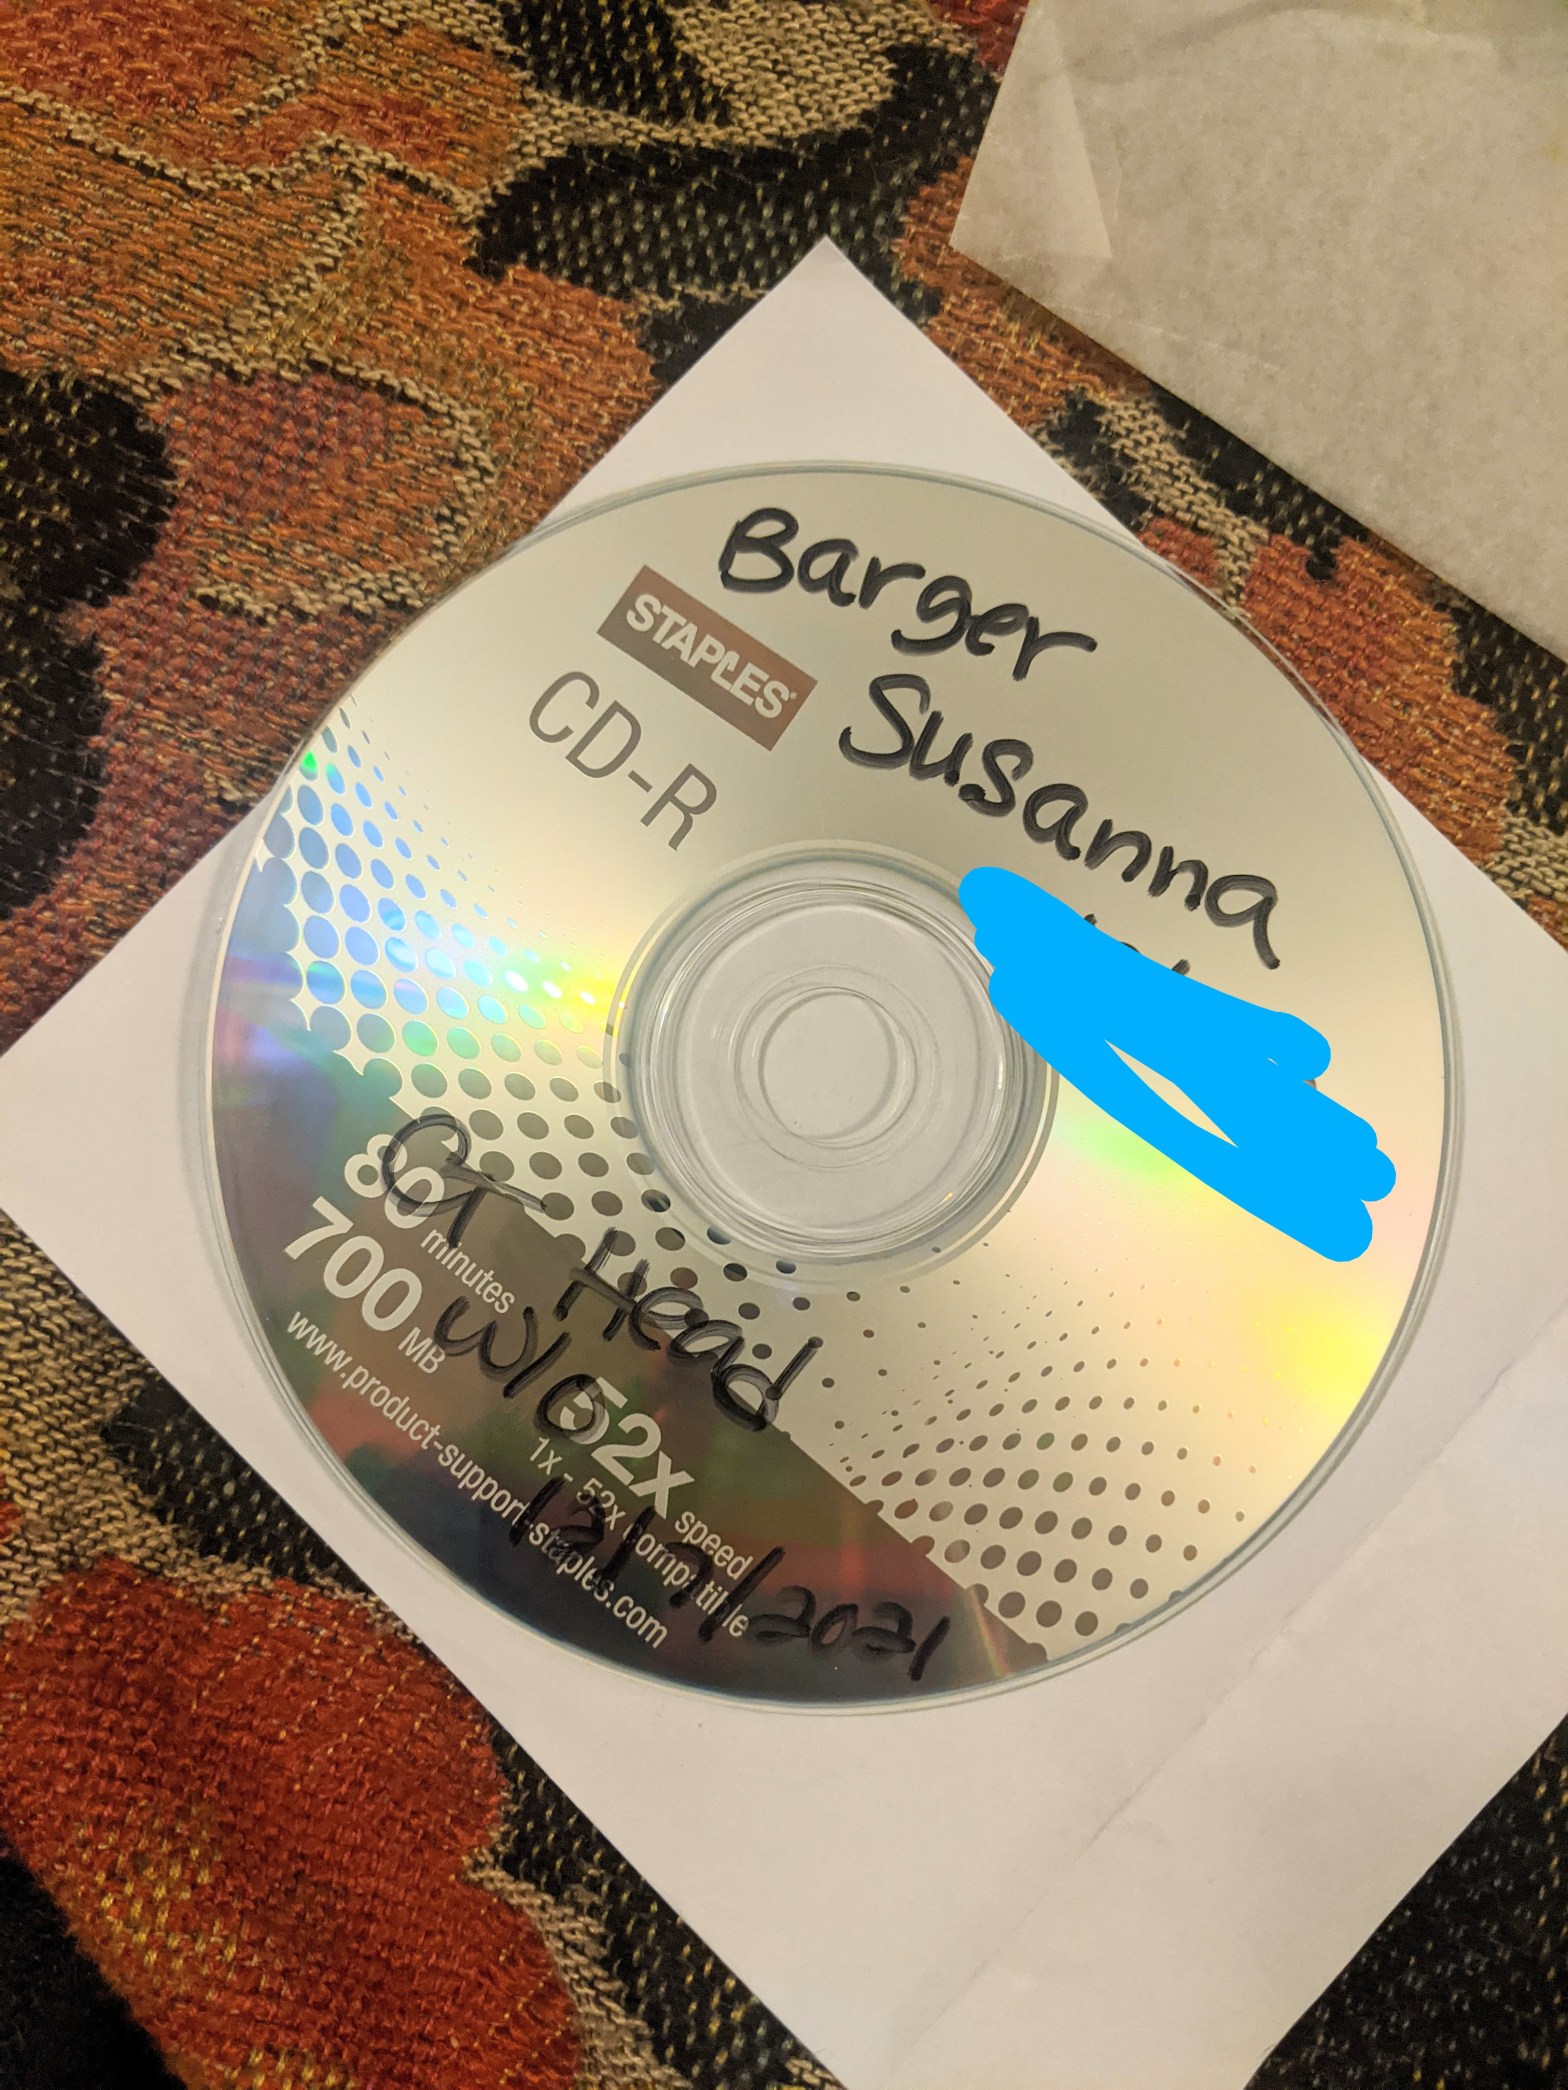 Barger
Susanna
STAPLES
CD-R
CT Head
w/o
12/7/2021
80 minutes
700 MB
52x speed
1x - 52x compatible
www.product-support-staples.com